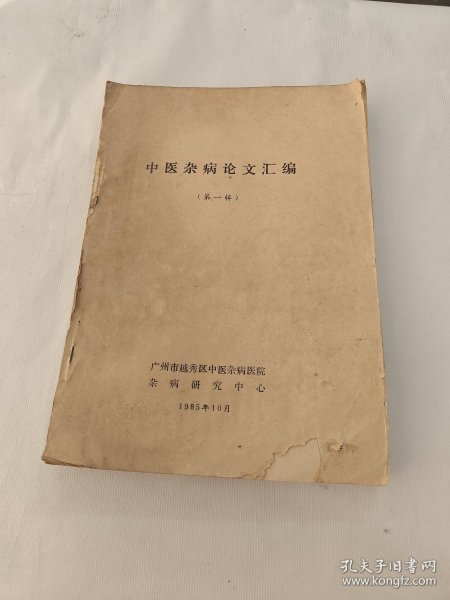 中医杂病论文汇编
(第一辑)
广州市越秀区中医杂病医院
杂病研究中心
1985年10月
孔夫子旧书网
www.kongfz.com